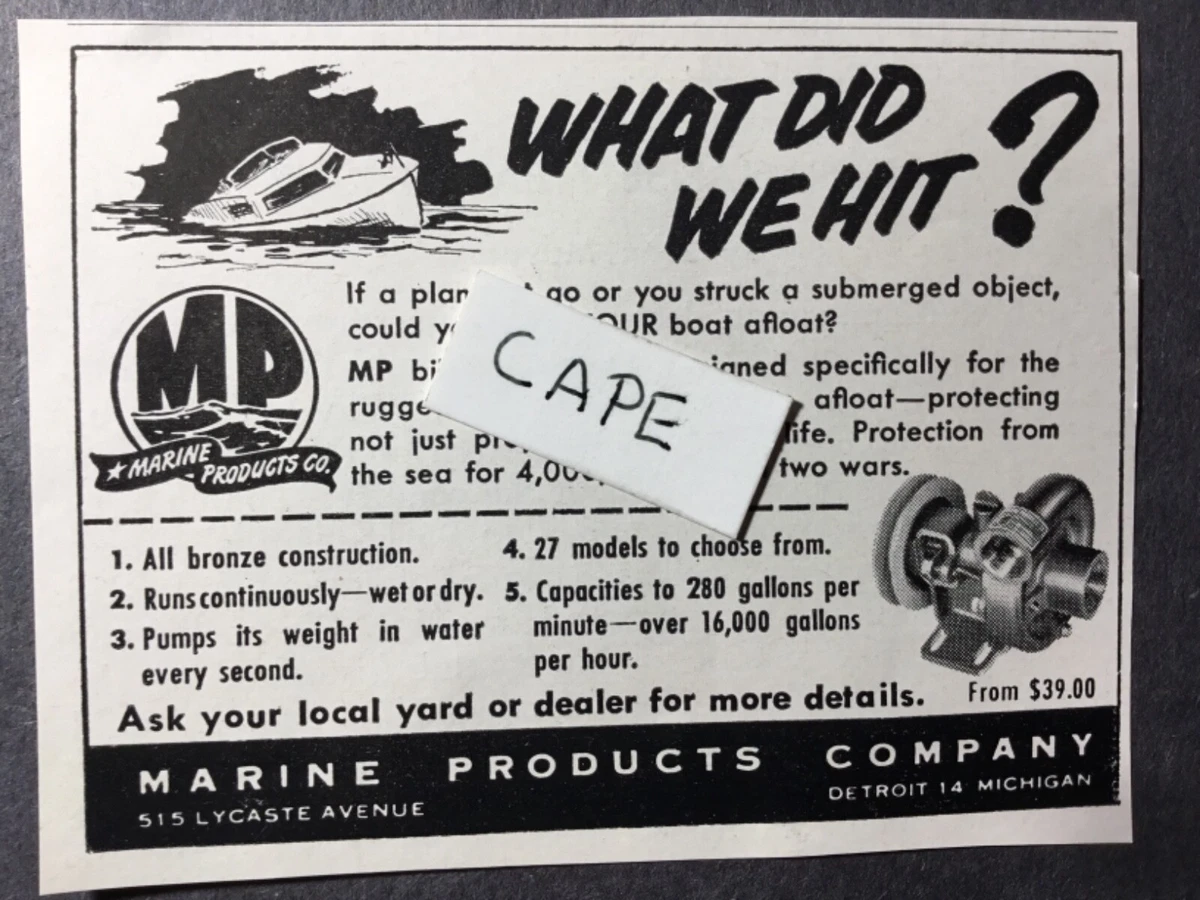 WHAT DID
WE HIT ?
If a plan go or you struck a submerged object,
could y OUR boat afloat?
MP bi igned specifically for the
rugge afloat—protecting
not just pr life. Protection from
the sea for 4,00 two wars.
MP
★ MARINE
PRODUCTS CO.
CAPE
1. All bronze construction.
2. Runs continuously—wet or dry.
3. Pumps its weight in water
every second.
4. 27 models to choose from.
5. Capacities to 280 gallons per
minute—over 16,000 gallons
per hour.
From $39.00
Ask your local yard or dealer for more details.
MARINE PRODUCTS COMPANY
515 LYCASTE AVENUE DETROIT 14 MICHIGAN